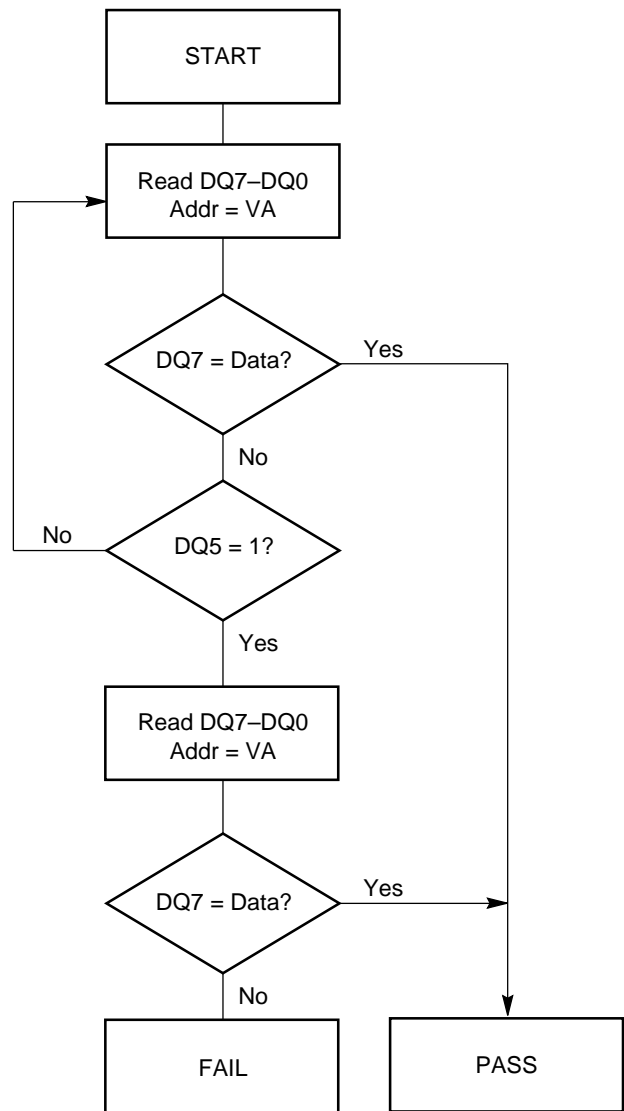 START
Read DQ7–DQ0
Addr = VA
DQ7 = Data?
Yes
No
No
DQ5 = 1?
Yes
Read DQ7–DQ0
Addr = VA
DQ7 = Data?
Yes
No
FAIL
PASS